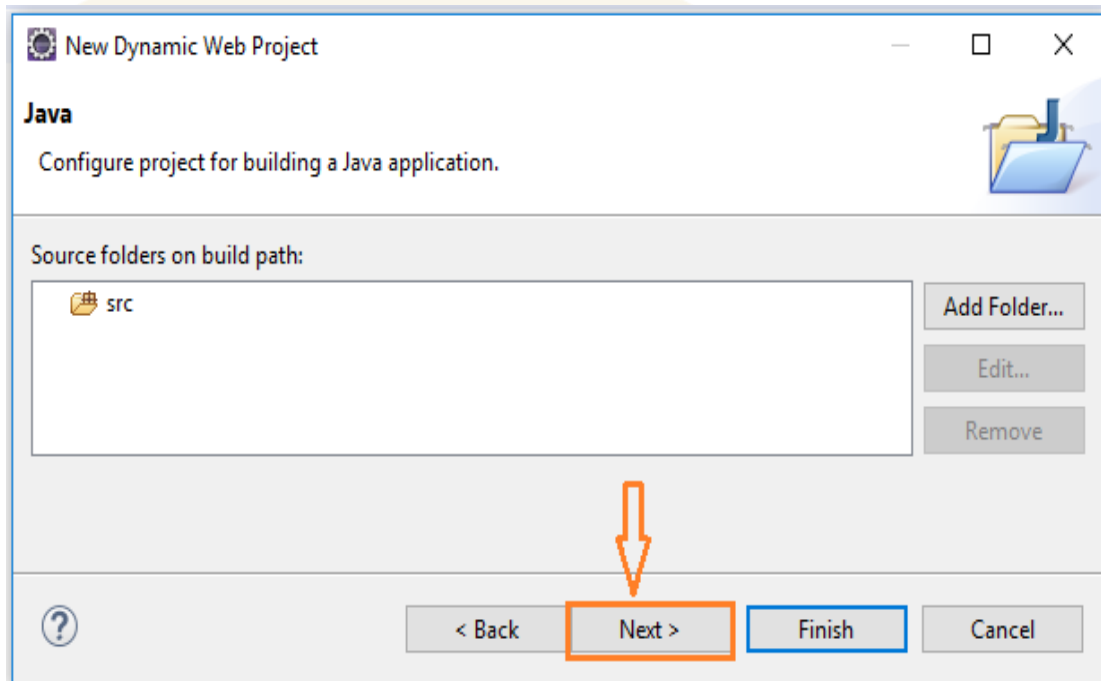 New Dynamic Web Project
Java
Configure project for building a Java application.
Source folders on build path:
src
Add Folder...
Edit...
Remove
< Back
Next >
Finish
Cancel